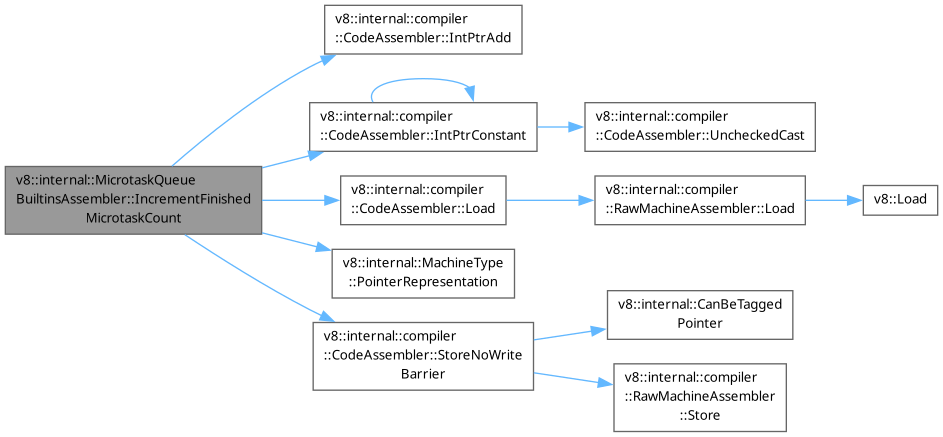 v8::internal::compiler
::CodeAssembler::IntPtrAdd
v8::internal::compiler
::CodeAssembler::IntPtrConstant
v8::internal::compiler
::CodeAssembler::UncheckedCast
v8::internal::MicrotaskQueue
BuiltinsAssembler::IncrementFinished
MicrotaskCount
v8::internal::compiler
::CodeAssembler::Load
v8::internal::compiler
::RawMachineAssembler::Load
v8::Load
v8::internal::MachineType
::PointerRepresentation
v8::internal::compiler
::CodeAssembler::StoreNoWrite
Barrier
v8::internal::CanBeTagged
Pointer
v8::internal::compiler
::RawMachineAssembler
::Store